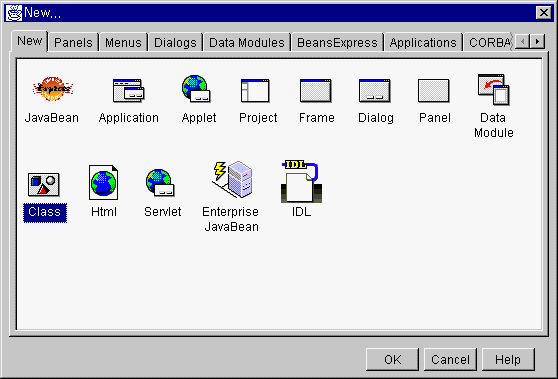 New...
New Panels Menus Dialogs Data Modules BeansExpress Applications CORBA
Express
JavaBean Application Applet Project Frame Dialog Panel Data Module
IDL
Class Html Servlet Enterprise JavaBean IDL
OK Cancel Help